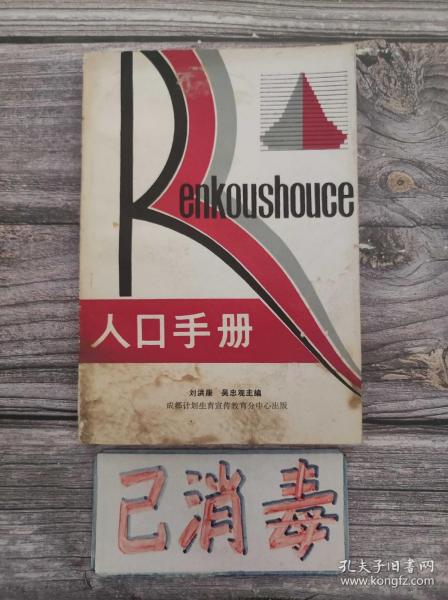 Renkoushouce
人口手册
刘洪康 吴忠观主编
成都计划生育宣传教育分中心出版
已消毒
孔夫子旧书网
www.kongfz.com